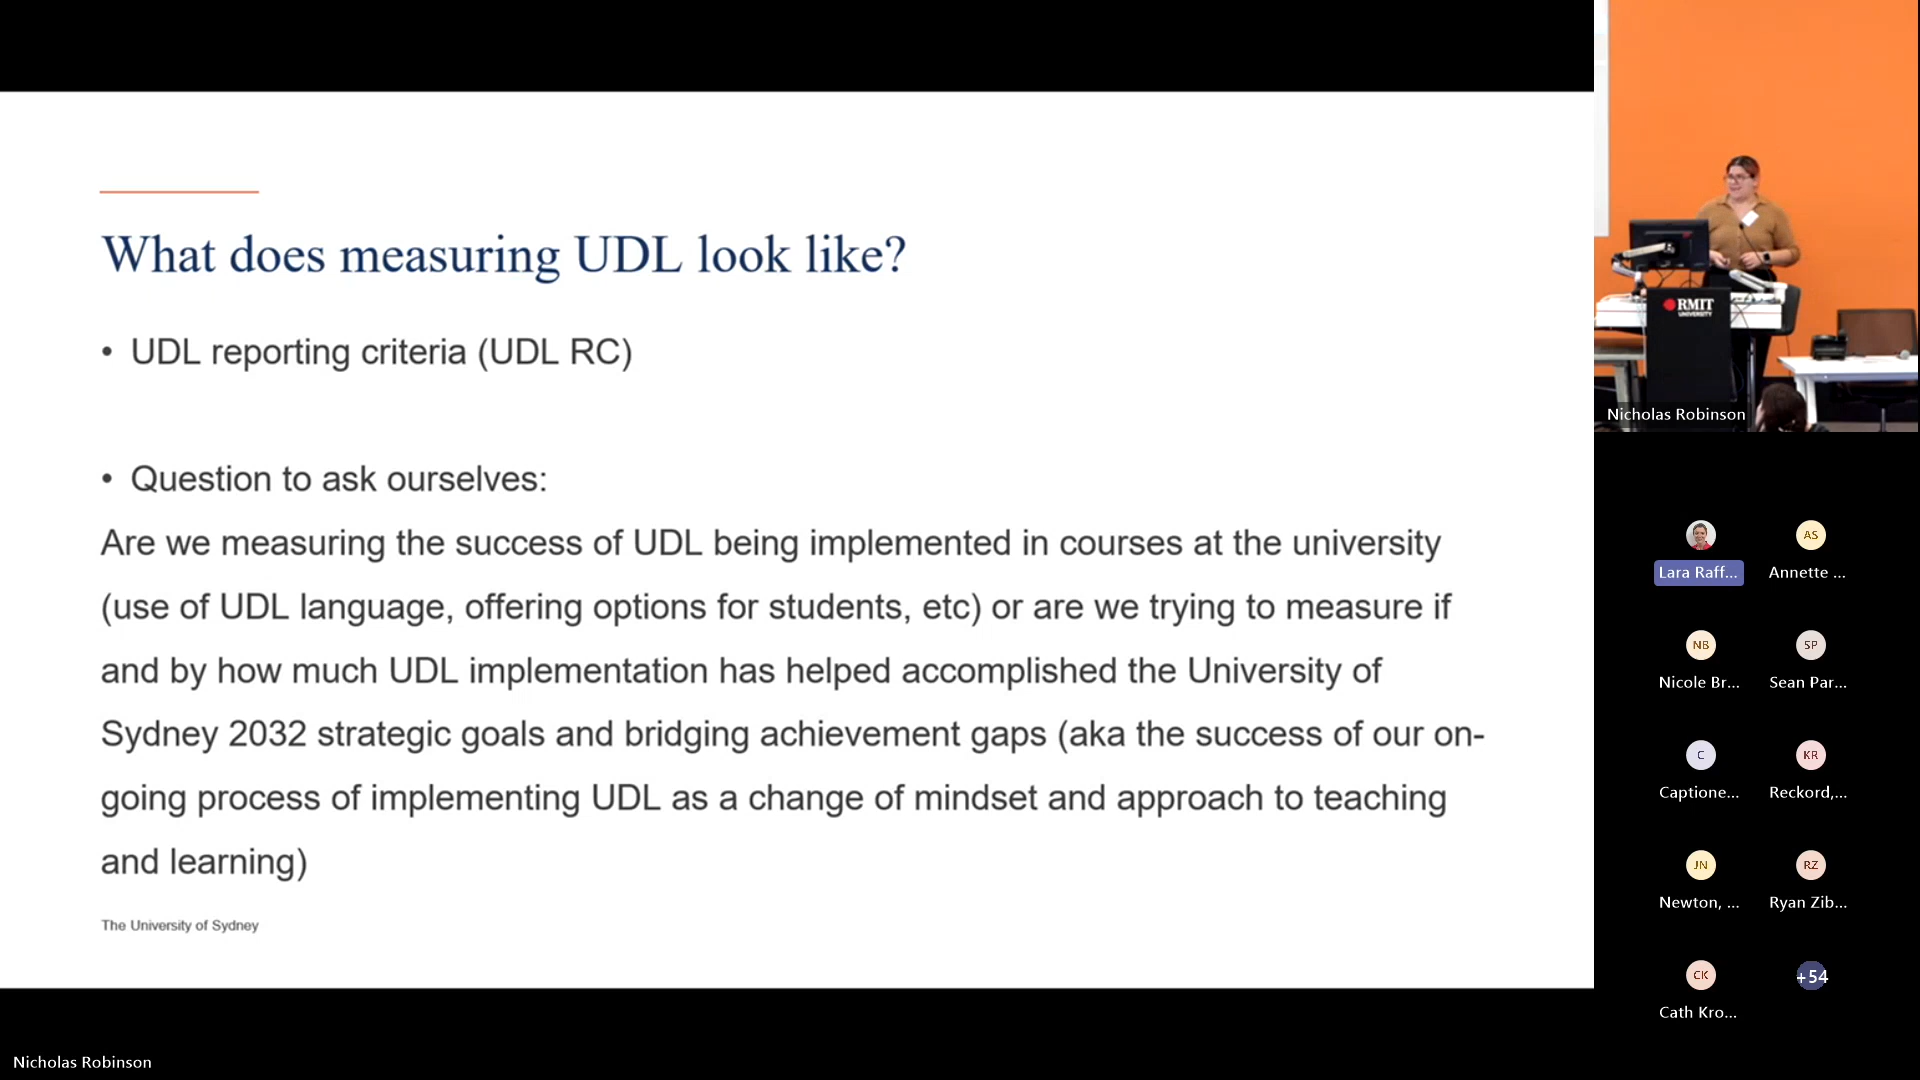 What does measuring UDL look like?
• UDL reporting criteria (UDL RC)
• Question to ask ourselves:
Are we measuring the success of UDL being implemented in courses at the university
(use of UDL language, offering options for students, etc) or are we trying to measure if
and by how much UDL implementation has helped accomplished the University of
Sydney 2032 strategic goals and bridging achievement gaps (aka the success of our on-
going process of implementing UDL as a change of mindset and approach to teaching
and learning)
The University of Sydney
Nicholas Robinson
RMIT
UNIVERSITY
Nicholas Robinson
Lara Raff...
AS
Annette ...
NB
Nicole Br...
SP
Sean Par...
C
Captione...
KR
Reckord,...
JN
Newton, ...
RZ
Ryan Zib...
CK
Cath Kro...
+54